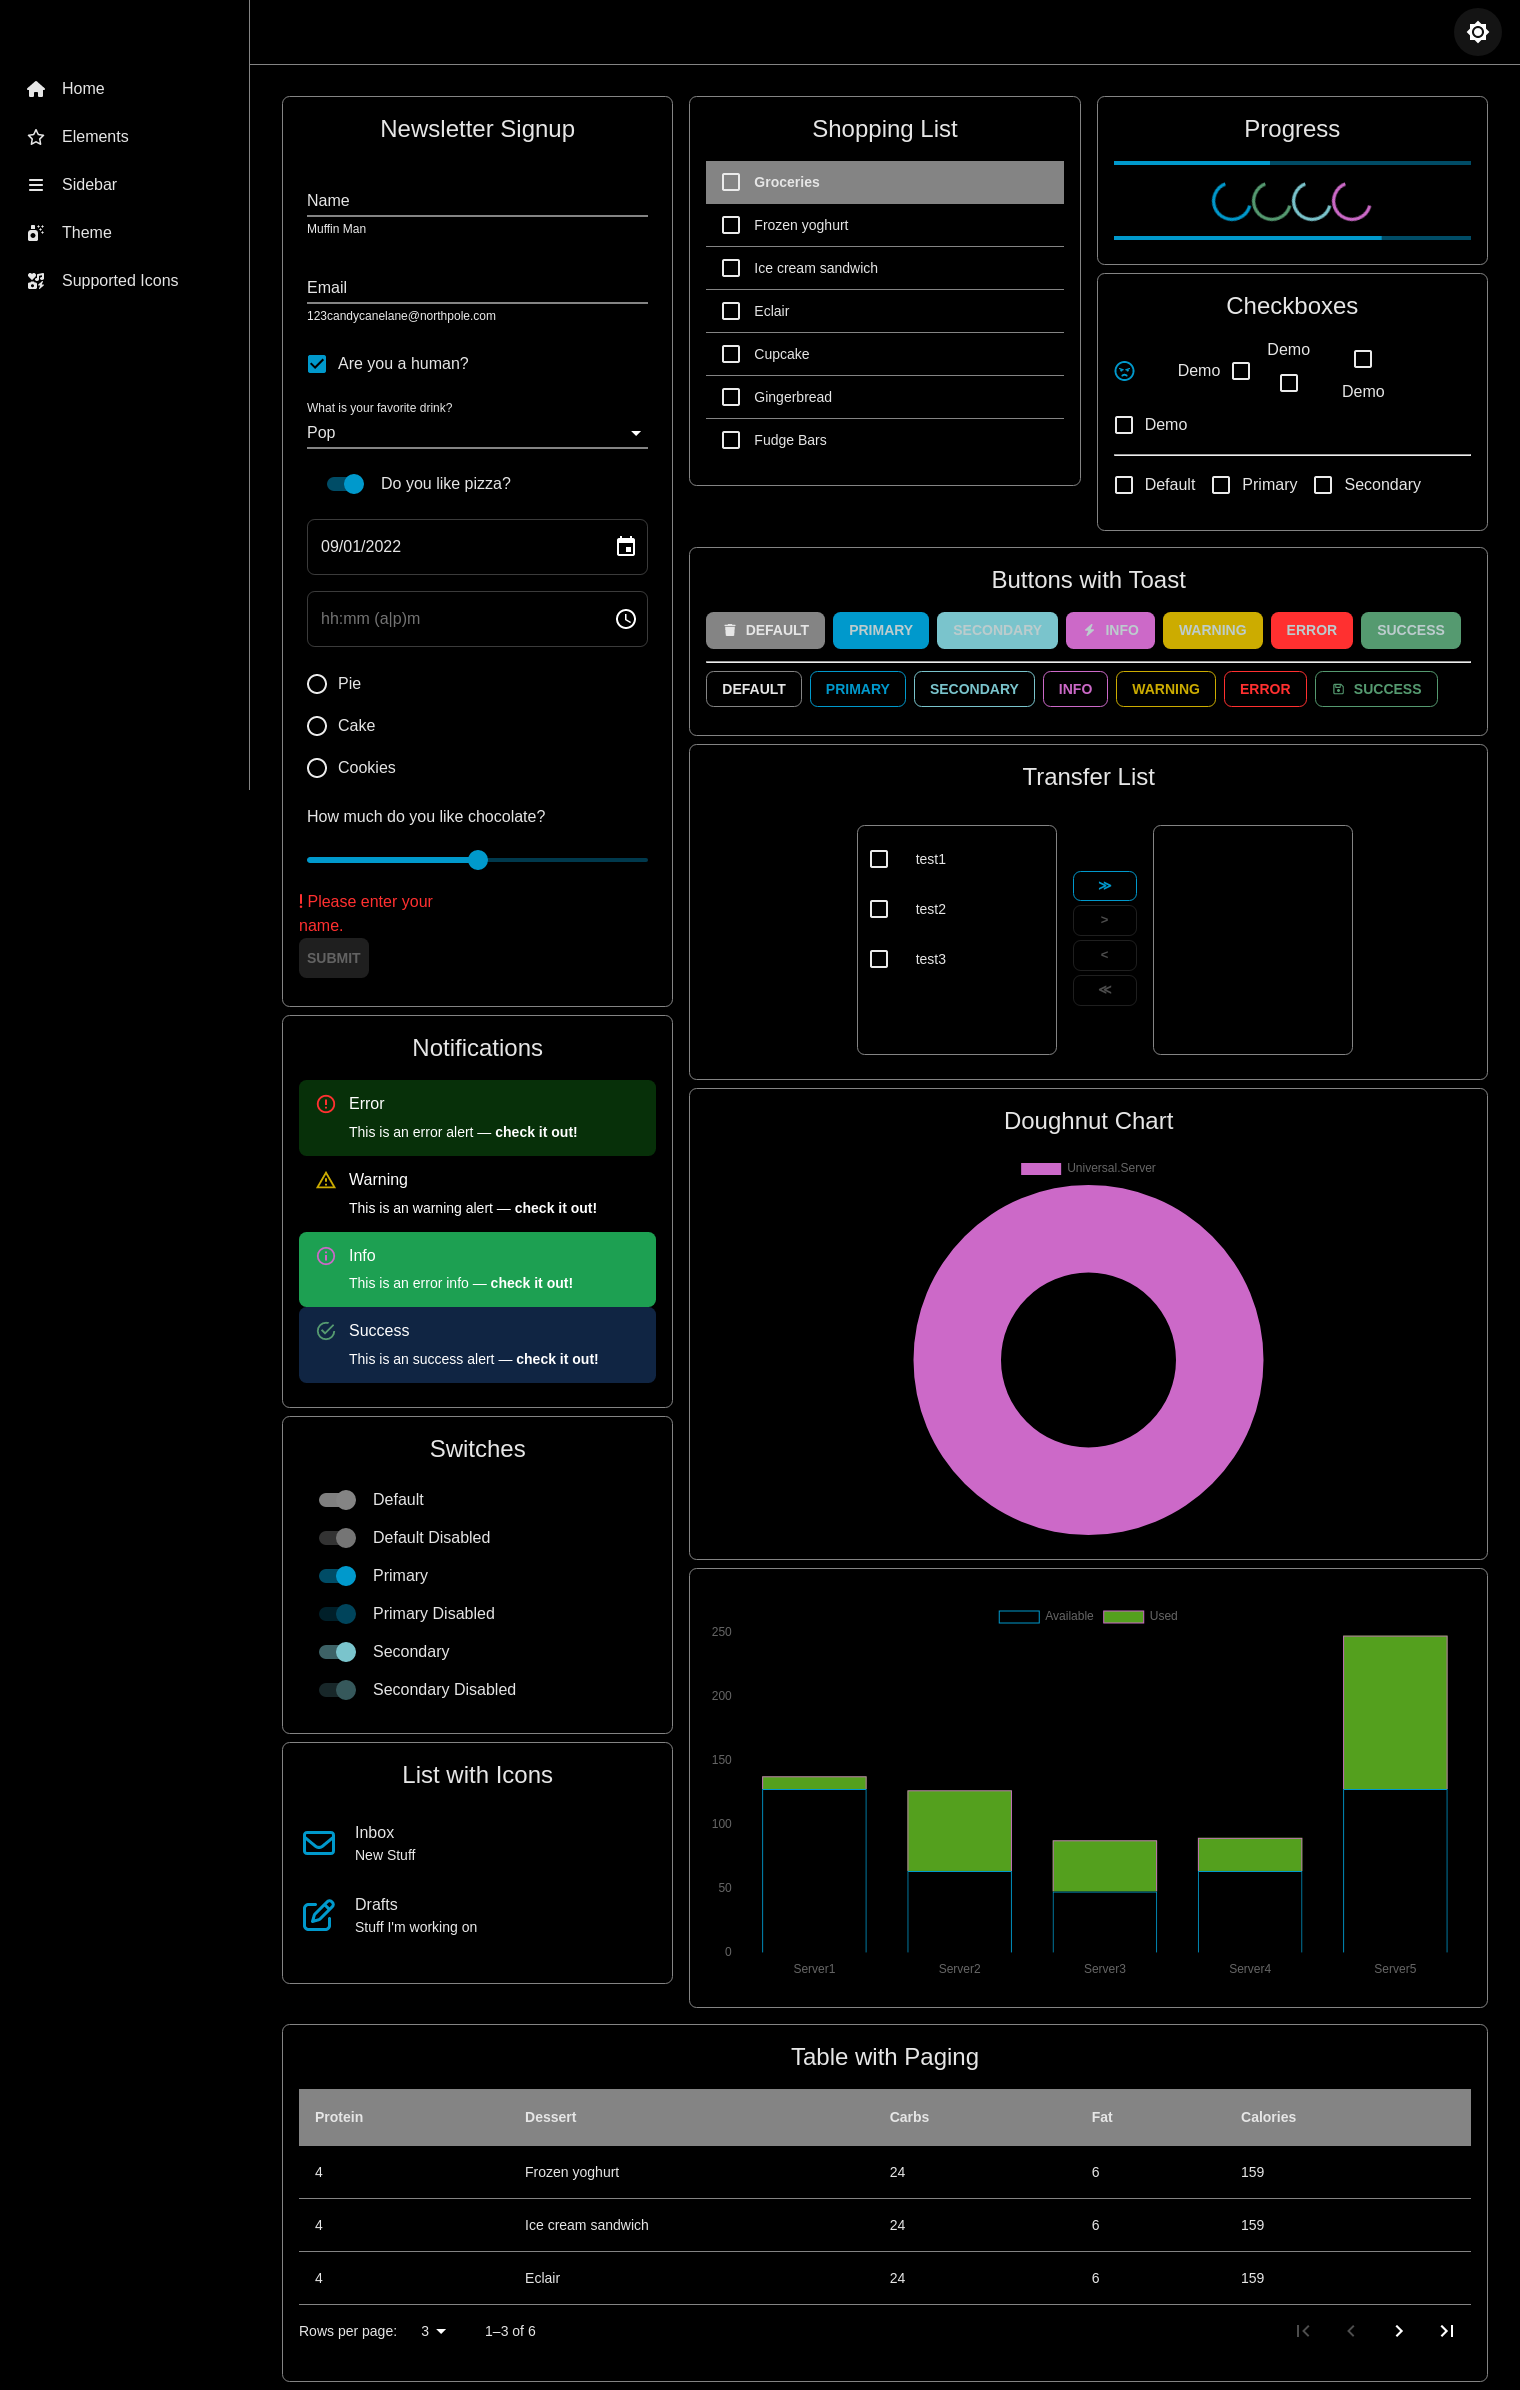 Home
Elements
Sidebar
Theme
Supported Icons
Newsletter Signup
Name
Muffin Man
Email
123candycanelane@northpole.com
Are you a human?
What is your favorite drink?
Pop
Do you like pizza?
09/01/2022
hh:mm (a|p)m
Pie
Cake
Cookies
How much do you like chocolate?
! Please enter your
name.
SUBMIT
Shopping List
Groceries
Frozen yoghurt
Ice cream sandwich
Eclair
Cupcake
Gingerbread
Fudge Bars
Progress
Checkboxes
Demo
Demo
Demo
Demo
Default Primary Secondary
Buttons with Toast
DEFAULT PRIMARY SECONDARY INFO WARNING ERROR SUCCESS
DEFAULT PRIMARY SECONDARY INFO WARNING ERROR SUCCESS
Transfer List
test1
test2
test3
≫
>
<
≪
Notifications
Error
This is an error alert — check it out!
Warning
This is an warning alert — check it out!
Info
This is an error info — check it out!
Success
This is an success alert — check it out!
Switches
Default
Default Disabled
Primary
Primary Disabled
Secondary
Secondary Disabled
List with Icons
Inbox
New Stuff
Drafts
Stuff I'm working on
Doughnut Chart
Universal.Server
Available Used
250
200
150
100
50
0
Server1 Server2 Server3 Server4 Server5
Table with Paging
Protein Dessert Carbs Fat Calories
4 Frozen yoghurt 24 6 159
4 Ice cream sandwich 24 6 159
4 Eclair 24 6 159
Rows per page: 3 1–3 of 6